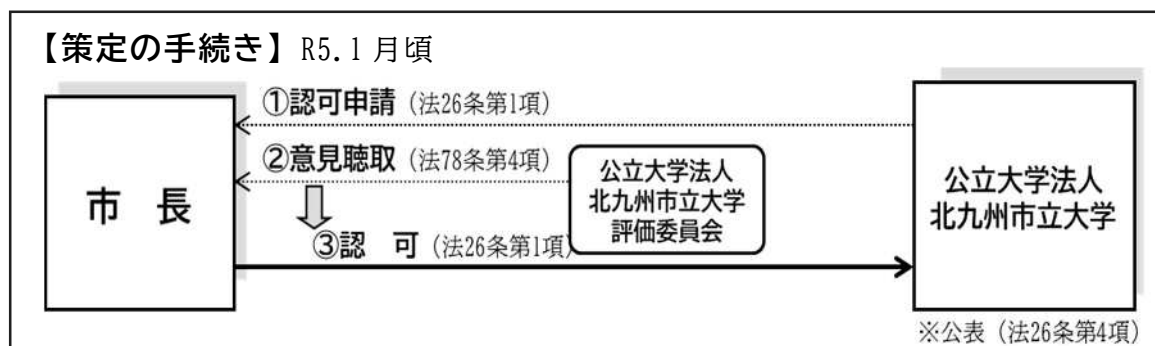 【策定の手続き】R5.1月頃
①認可申請（法26条第1項）
②意見聴取（法78条第4項）
③認　可（法26条第1項）
市　長
公立大学法人
北九州市立大学
評価委員会
公立大学法人
北九州市立大学
※公表（法26条第4項）